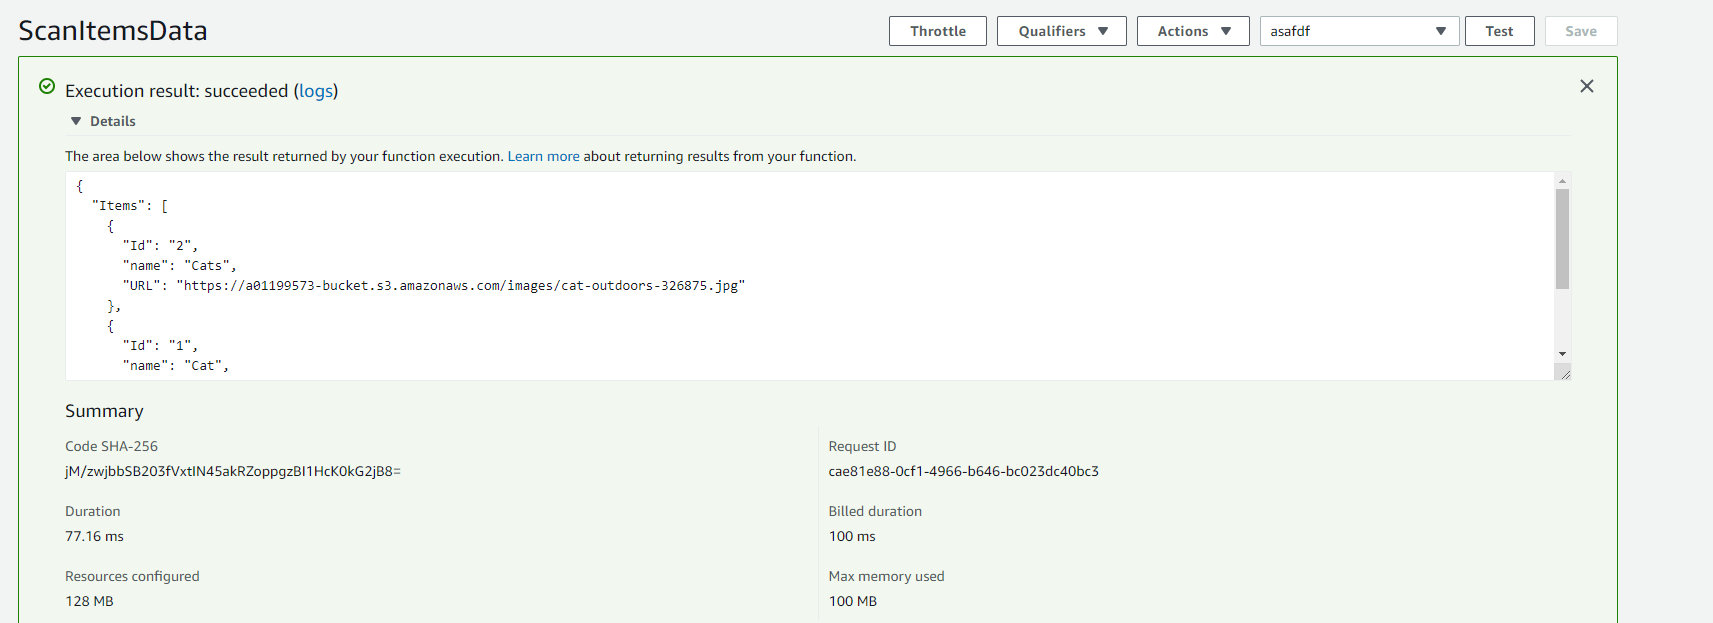 ScanItemsData
Throttle Qualifiers Actions asafdf Test Save
Execution result: succeeded (logs)
Details
The area below shows the result returned by your function execution. Learn more about returning results from your function.
{
"Items": [
{
"Id": "2",
"name": "Cats",
"URL": "https://a01199573-bucket.s3.amazonaws.com/images/cat-outdoors-326875.jpg"
},
{
"Id": "1",
"name": "Cat",
Summary
Code SHA-256 Request ID
jM/zwjbbSB203fVxtIN45akRZoppgzBI1HcK0kG2jB8= cae81e88-0cf1-4966-b646-bc023dc40bc3
Duration Billed duration
77.16 ms 100 ms
Resources configured Max memory used
128 MB 100 MB